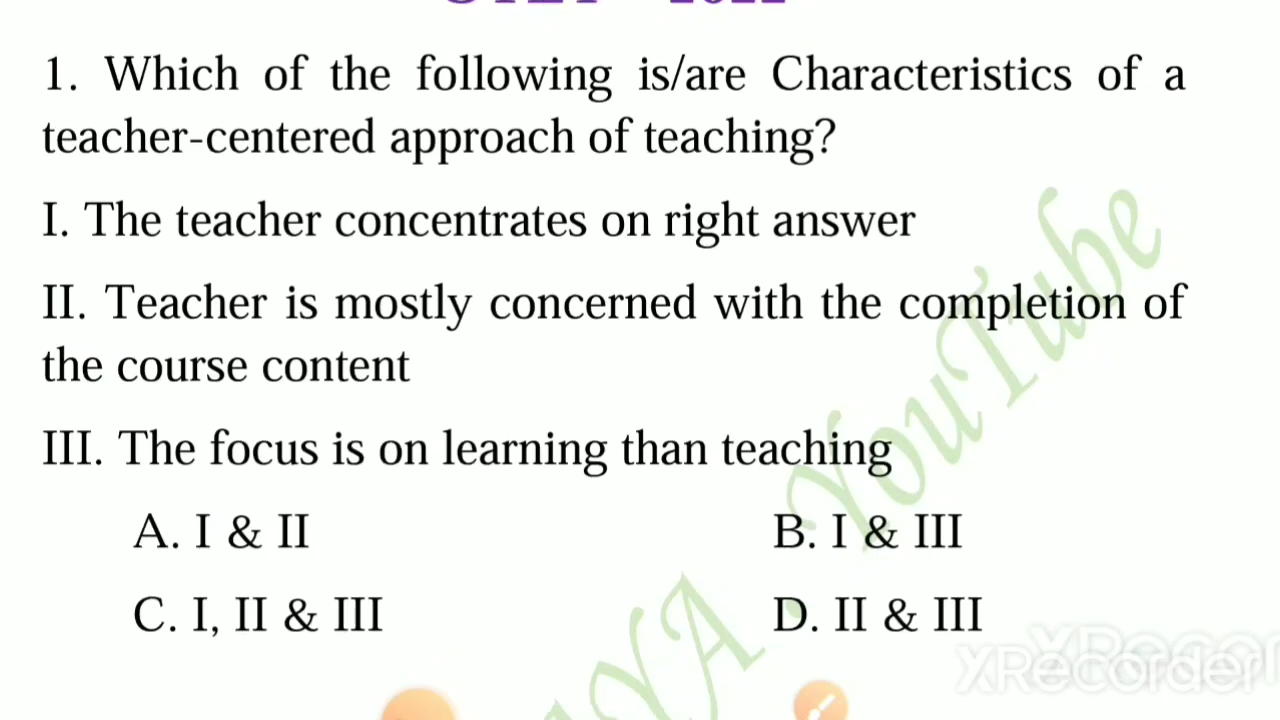 1. Which of the following is/are Characteristics of a
teacher-centered approach of teaching?
I. The teacher concentrates on right answer
II. Teacher is mostly concerned with the completion of
the course content
III. The focus is on learning than teaching
A. I & II
B. I & III
C. I, II & III
D. II & III
YouTube
XRecorder